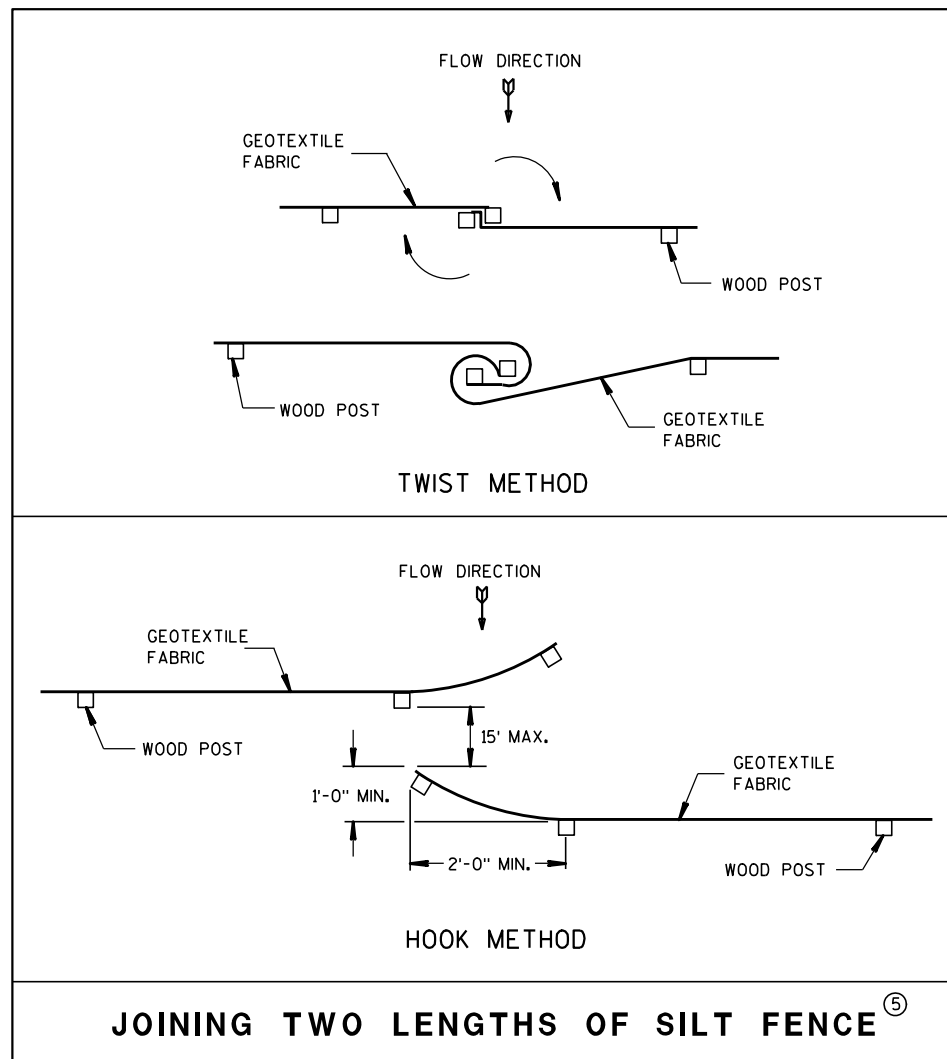 FLOW DIRECTION
GEOTEXTILE
FABRIC
WOOD POST
WOOD POST
GEOTEXTILE
FABRIC
TWIST METHOD
FLOW DIRECTION
GEOTEXTILE
FABRIC
WOOD POST
15' MAX.
GEOTEXTILE
FABRIC
1'-0" MIN.
2'-0" MIN.
WOOD POST
HOOK METHOD
JOINING TWO LENGTHS OF SILT FENCE ⑤